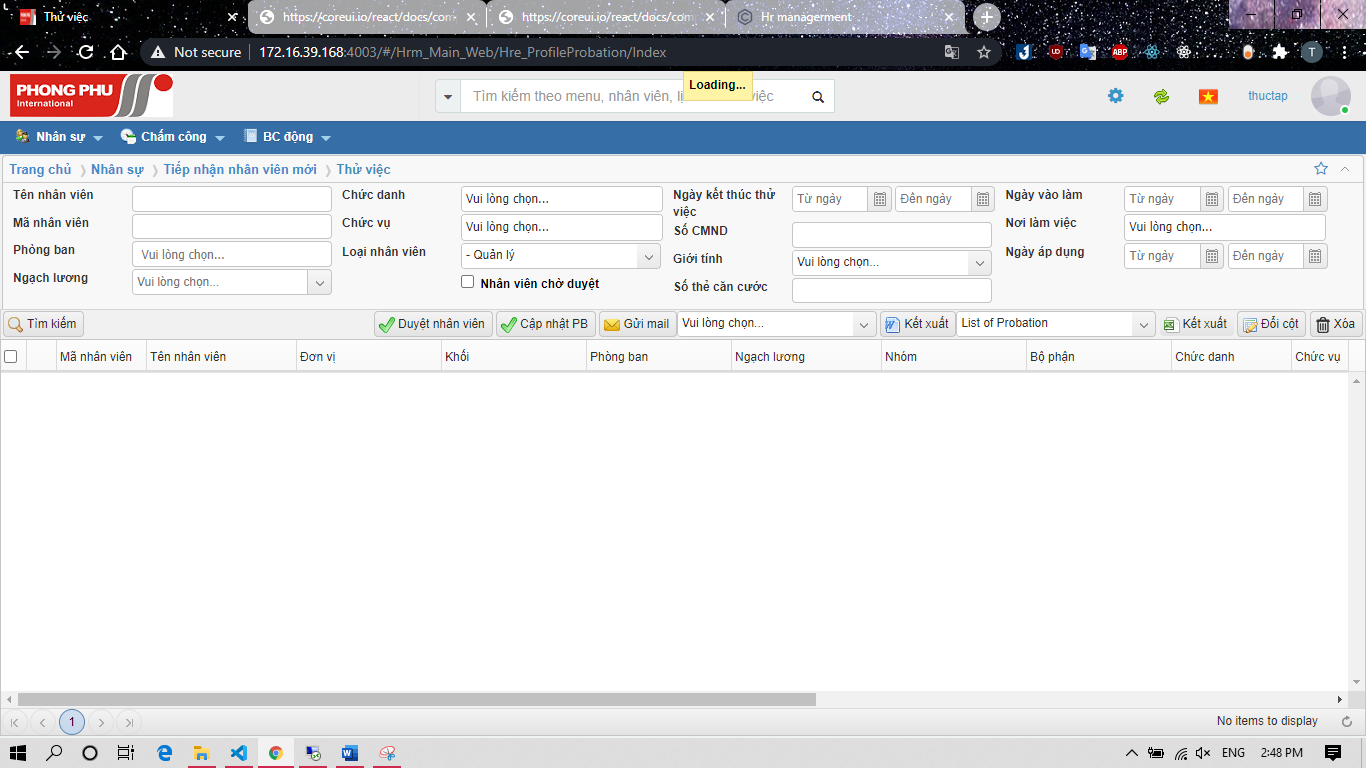 Thử việc
https://coreui.io/react/docs/com
https://coreui.io/react/docs/com
Hr managerment
Not secure
172.16.39.168:4003/#/Hrm_Main_Web/Hre_ProfileProbation/Index
PHONG PHU
International
Tìm kiếm theo menu, nhân viên, lị việc
Loading...
thuctap
Nhân sự
Chấm công
BC động
Trang chủ
Nhân sự
Tiếp nhận nhân viên mới
Thử việc
Tên nhân viên
Mã nhân viên
Phòng ban
Vui lòng chọn...
Ngạch lương
Vui lòng chọn...
Chức danh
Vui lòng chọn...
Chức vụ
Vui lòng chọn...
Loại nhân viên
- Quản lý
Nhân viên chờ duyệt
Ngày kết thúc thử
việc
Từ ngày
Đến ngày
Số CMND
Giới tính
Vui lòng chọn...
Số thẻ căn cước
Ngày vào làm
Từ ngày
Đến ngày
Nơi làm việc
Vui lòng chọn...
Ngày áp dụng
Từ ngày
Đến ngày
Tìm kiếm
Duyệt nhân viên
Cập nhật PB
Gửi mail
Vui lòng chọn...
Kết xuất
List of Probation
Kết xuất
Đổi cột
Xóa
Mã nhân viên
Tên nhân viên
Đơn vị
Khối
Phòng ban
Ngạch lương
Nhóm
Bộ phận
Chức danh
Chức vụ
1
No items to display
ENG
2:48 PM